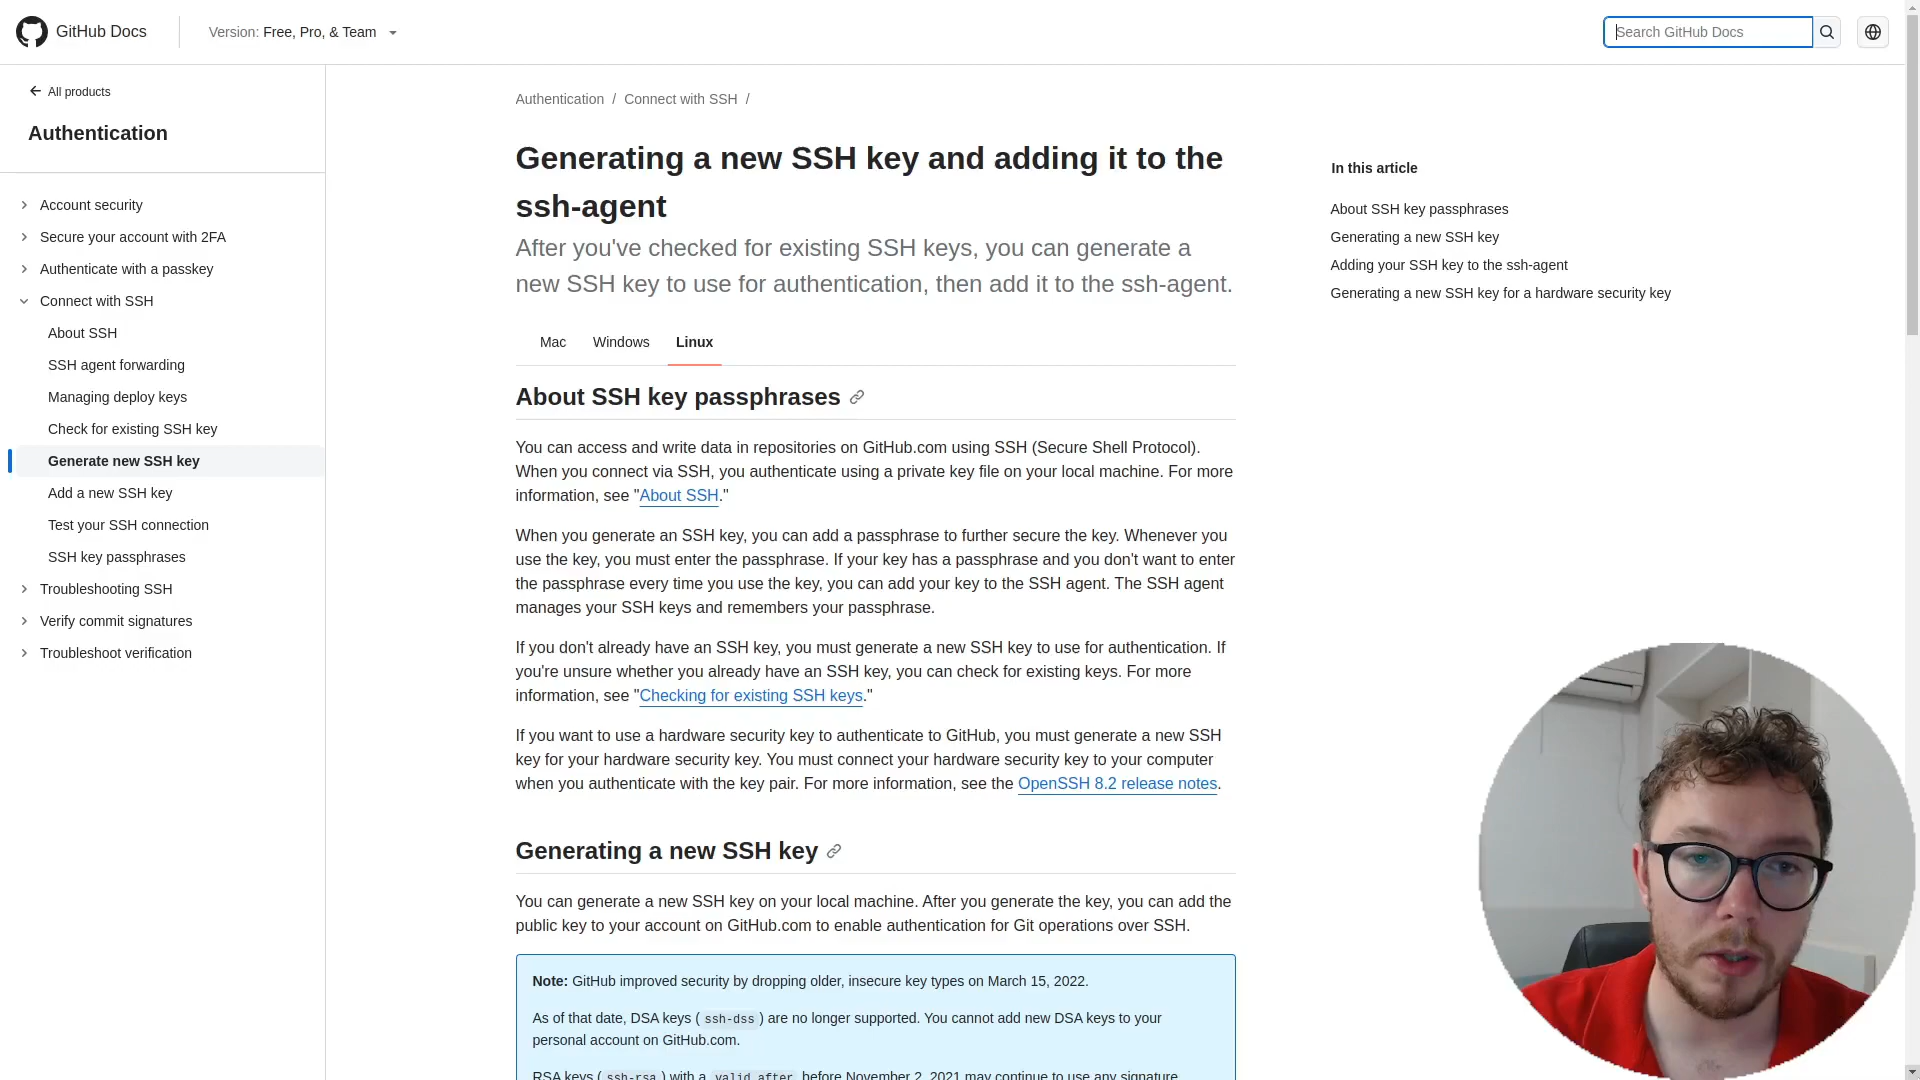 GitHub Docs
Version: Free, Pro, & Team
Search GitHub Docs
All products
Authentication
Account security
Secure your account with 2FA
Authenticate with a passkey
Connect with SSH
About SSH
SSH agent forwarding
Managing deploy keys
Check for existing SSH key
Generate new SSH key
Add a new SSH key
Test your SSH connection
SSH key passphrases
Troubleshooting SSH
Verify commit signatures
Troubleshoot verification
Authentication / Connect with SSH /
Generating a new SSH key and adding it to the
ssh-agent
After you've checked for existing SSH keys, you can generate a
new SSH key to use for authentication, then add it to the ssh-agent.
Mac Windows Linux
About SSH key passphrases
You can access and write data in repositories on GitHub.com using SSH (Secure Shell Protocol).
When you connect via SSH, you authenticate using a private key file on your local machine. For more
information, see "About SSH."
When you generate an SSH key, you can add a passphrase to further secure the key. Whenever you
use the key, you must enter the passphrase. If your key has a passphrase and you don't want to enter
the passphrase every time you use the key, you can add your key to the SSH agent. The SSH agent
manages your SSH keys and remembers your passphrase.
If you don't already have an SSH key, you must generate a new SSH key to use for authentication. If
you're unsure whether you already have an SSH key, you can check for existing keys. For more
information, see "Checking for existing SSH keys."
If you want to use a hardware security key to authenticate to GitHub, you must generate a new SSH
key for your hardware security key. You must connect your hardware security key to your computer
when you authenticate with the key pair. For more information, see the OpenSSH 8.2 release notes.
Generating a new SSH key
You can generate a new SSH key on your local machine. After you generate the key, you can add the
public key to your account on GitHub.com to enable authentication for Git operations over SSH.
Note: GitHub improved security by dropping older, insecure key types on March 15, 2022.
As of that date, DSA keys ( ssh-dss ) are no longer supported. You cannot add new DSA keys to your
personal account on GitHub.com.
RSA keys ( ssh-rsa ) with a valid_after before November 2, 2021 may continue to use any signature
In this article
About SSH key passphrases
Generating a new SSH key
Adding your SSH key to the ssh-agent
Generating a new SSH key for a hardware security key